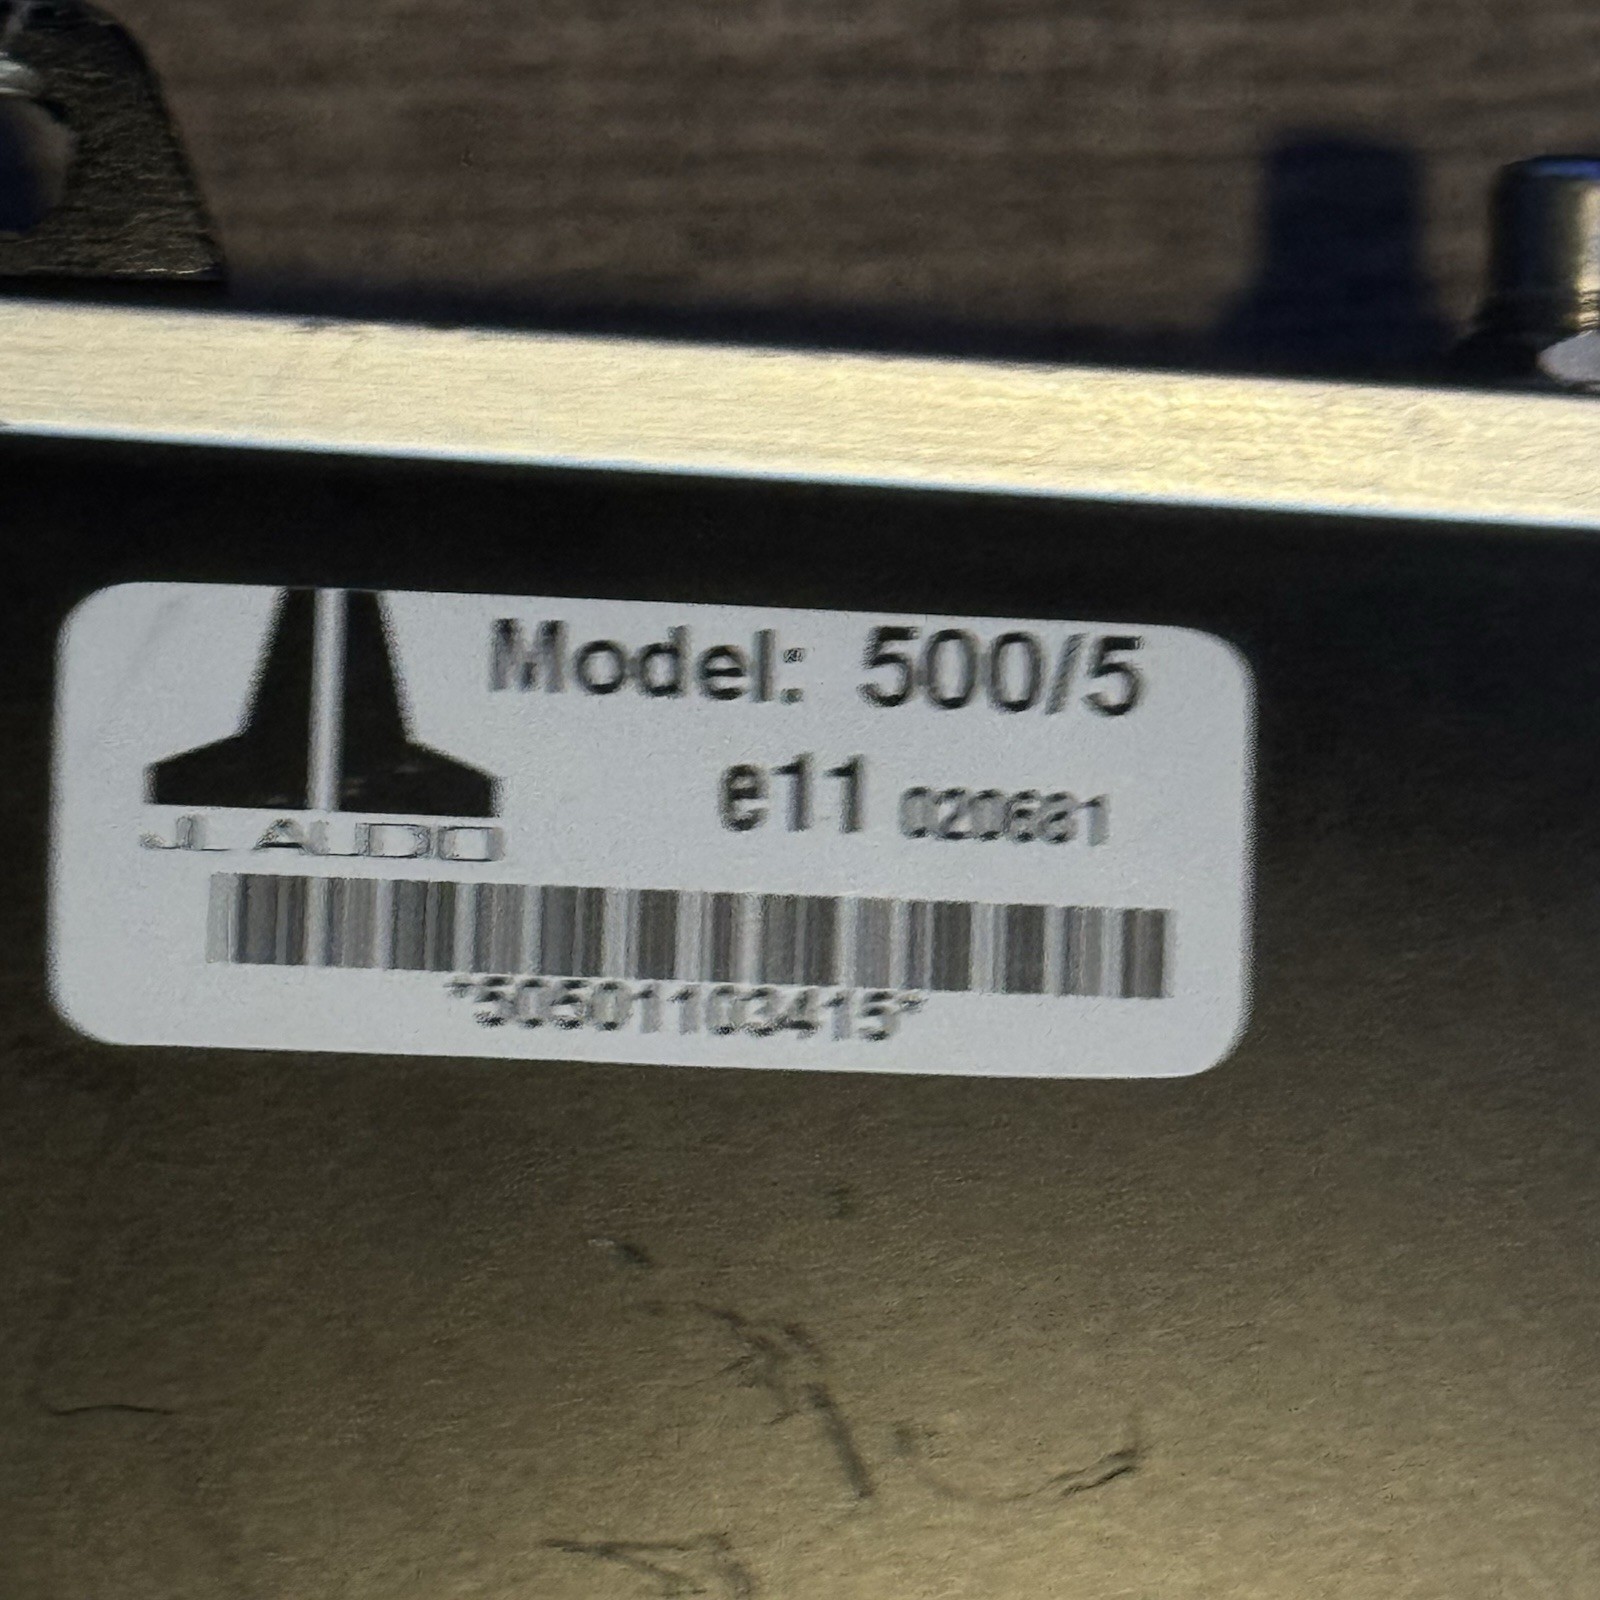 Model: 500/5
e11 020681
JL AUDIO
*50501103415*